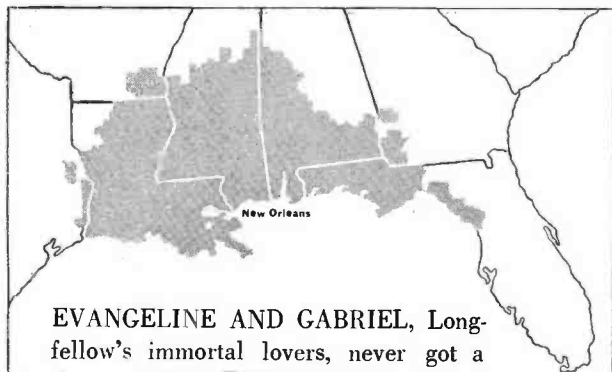 New Orleans
EVANGELINE AND GABRIEL, Long-
fellow's immortal lovers, never got a